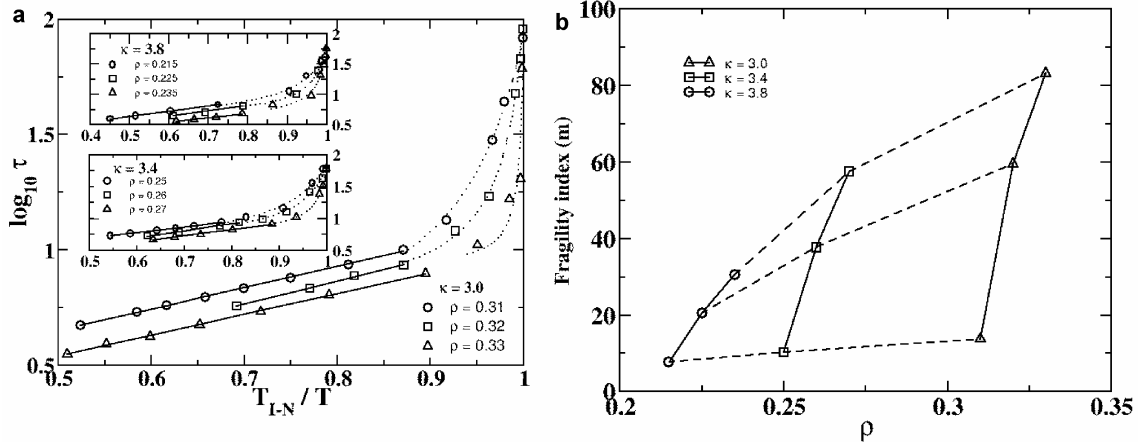 a
log10 τ
2
1.5
1
0.5
0.5 0.6 0.7 0.8 0.9 1
T_I-N / T
κ = 3.8
ρ = 0.215
ρ = 0.225
ρ = 0.235
2
1.5
1
0.5
0.4 0.5 0.6 0.7 0.8 0.9 1
κ = 3.4
ρ = 0.25
ρ = 0.26
ρ = 0.27
2
1.5
1
0.5
0.5 0.6 0.7 0.8 0.9 1
κ = 3.0
ρ = 0.31
ρ = 0.32
ρ = 0.33
b
Fragility index (m)
100
80
60
40
20
0
0.2 0.25 0.3 0.35
ρ
κ = 3.0
κ = 3.4
κ = 3.8